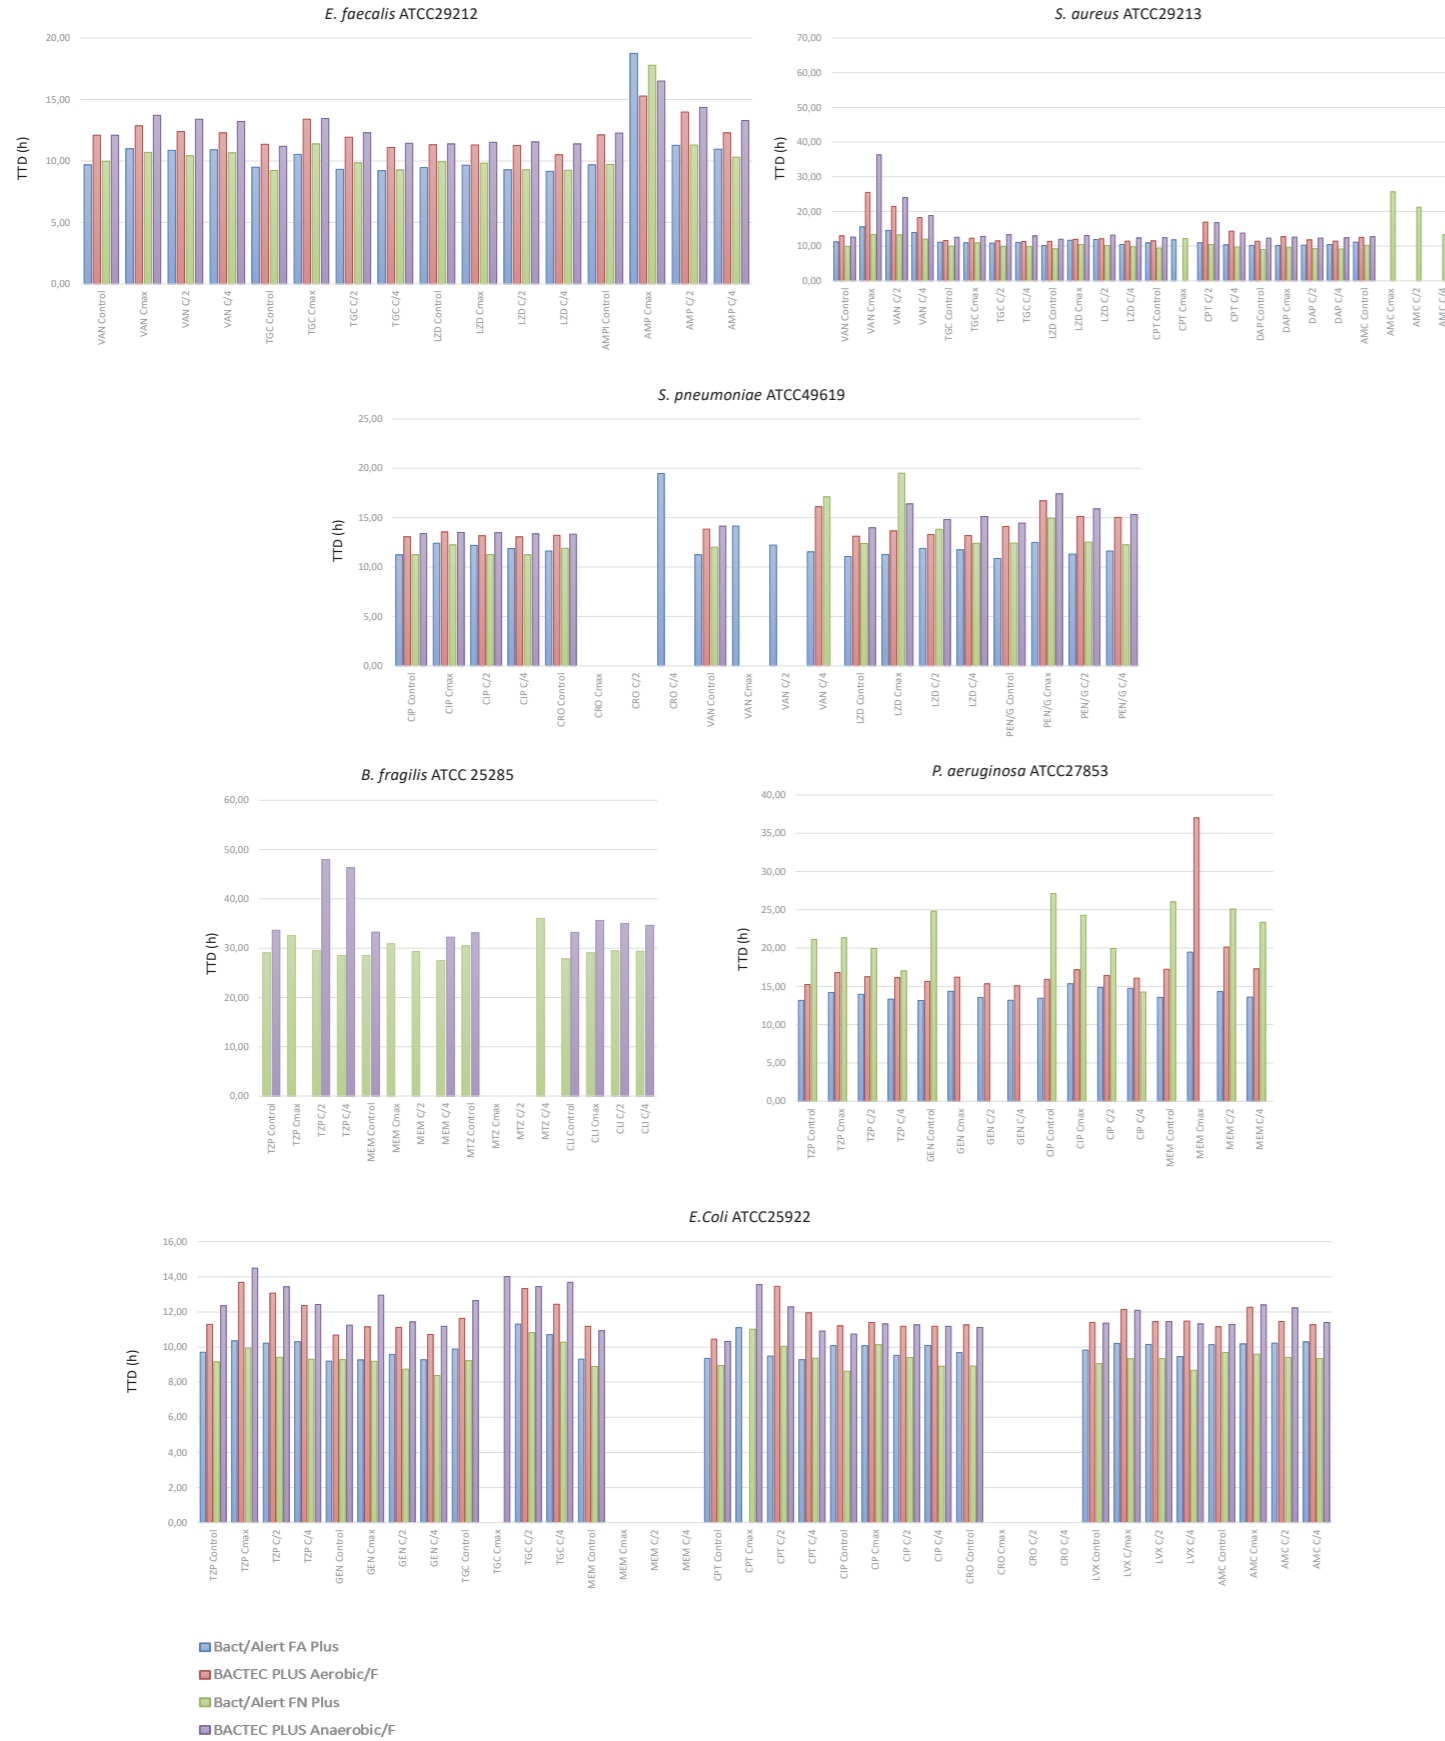 E. faecalis ATCC29212
TTD (h)
20,00
15,00
10,00
5,00
0,00
VAN Control
VAN Cmax
VAN C/2
VAN C/4
TGC Control
TGC Cmax
TGC C/2
TGC C/4
LZD Control
LZD Cmax
LZD C/2
LZD C/4
AMPI Control
AMP Cmax
AMP C/2
AMP C/4
S. aureus ATCC29213
TTD (h)
70,00
60,00
50,00
40,00
30,00
20,00
10,00
0,00
VAN Control
VAN Cmax
VAN C/2
VAN C/4
TGC Control
TGC Cmax
TGC C/2
TGC C/4
LZD Control
LZD Cmax
LZD C/2
LZD C/4
CPT Control
CPT Cmax
CPT C/2
CPT C/4
DAP Control
DAP Cmax
DAP C/2
DAP C/4
AMC Control
AMC Cmax
AMC C/2
AMC C/4
S. pneumoniae ATCC49619
TTD (h)
25,00
20,00
15,00
10,00
5,00
0,00
CIP Control
CIP Cmax
CIP C/2
CIP C/4
CRO Control
CRO Cmax
CRO C/2
CRO C/4
VAN Control
VAN Cmax
VAN C/2
VAN C/4
LZD Control
LZD Cmax
LZD C/2
LZD C/4
PEN/G Control
PEN/G Cmax
PEN/G C/2
PEN/G C/4
B. fragilis ATCC 25285
TTD (h)
60,00
50,00
40,00
30,00
20,00
10,00
0,00
TZP Control
TZP Cmax
TZP C/2
TZP C/4
MEM Control
MEM Cmax
MEM C/2
MEM C/4
MTZ Control
MTZ Cmax
MTZ C/2
MTZ C/4
CLI Control
CLI Cmax
CLI C/2
CLI C/4
P. aeruginosa ATCC27853
TTD (h)
40,00
35,00
30,00
25,00
20,00
15,00
10,00
5,00
0,00
TZP Control
TZP Cmax
TZP C/2
TZP C/4
GEN Control
GEN Cmax
GEN C/2
GEN C/4
CIP Control
CIP Cmax
CIP C/2
CIP C/4
MEM Control
MEM Cmax
MEM C/2
MEM C/4
E.Coli ATCC25922
TTD (h)
16,00
14,00
12,00
10,00
8,00
6,00
4,00
2,00
0,00
TZP Control
TZP Cmax
TZP C/2
TZP C/4
GEN Control
GEN Cmax
GEN C/2
GEN C/4
TGC Control
TGC Cmax
TGC C/2
TGC C/4
MEM Control
MEM Cmax
MEM C/2
MEM C/4
CPT Control
CPT Cmax
CPT C/2
CPT C/4
CIP Control
CIP Cmax
CIP C/2
CIP C/4
CRO Control
CRO Cmax
CRO C/2
CRO C/4
LVX Control
LVX C/max
LVX C/2
LVX C/4
AMC Control
AMC Cmax
AMC C/2
AMC C/4
Bact/Alert FA Plus
BACTEC PLUS Aerobic/F
Bact/Alert FN Plus
BACTEC PLUS Anaerobic/F